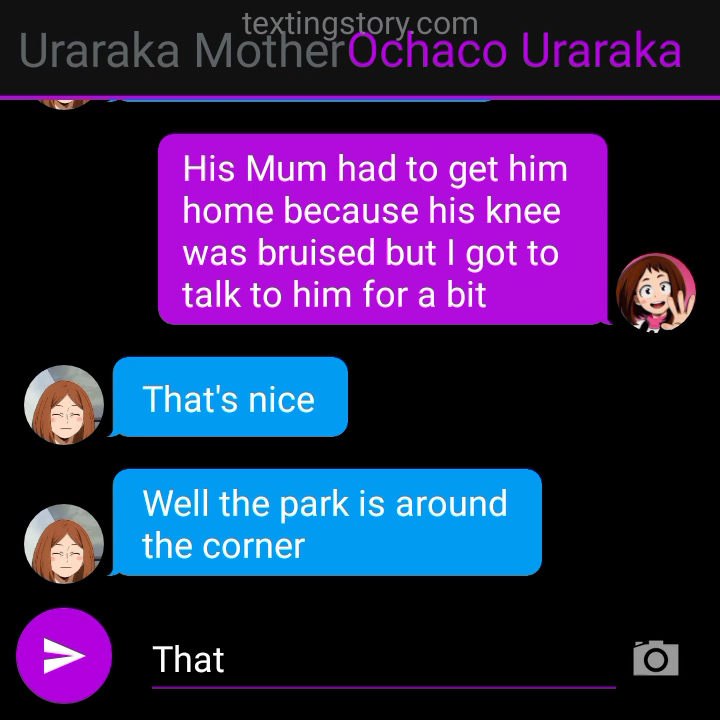 textingstory.com
Uraraka MotherOchaco Uraraka
His Mum had to get him
home because his knee
was bruised but I got to
talk to him for a bit
That's nice
Well the park is around
the corner
That